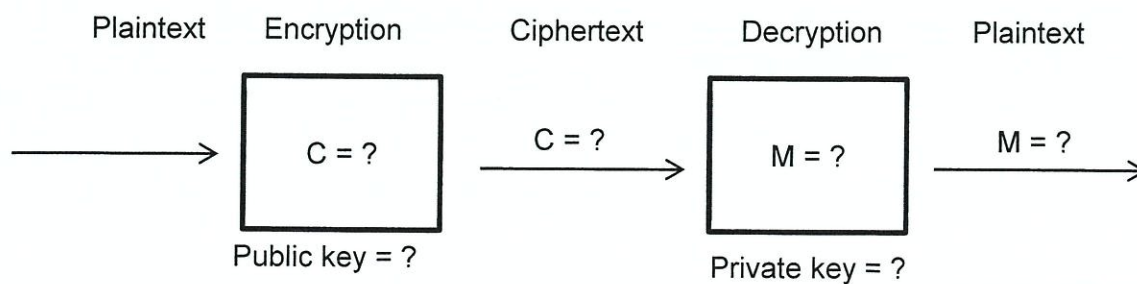 Plaintext Encryption Ciphertext Decryption Plaintext
C = ? C = ? M = ? M = ?
Public key = ? Private key = ?